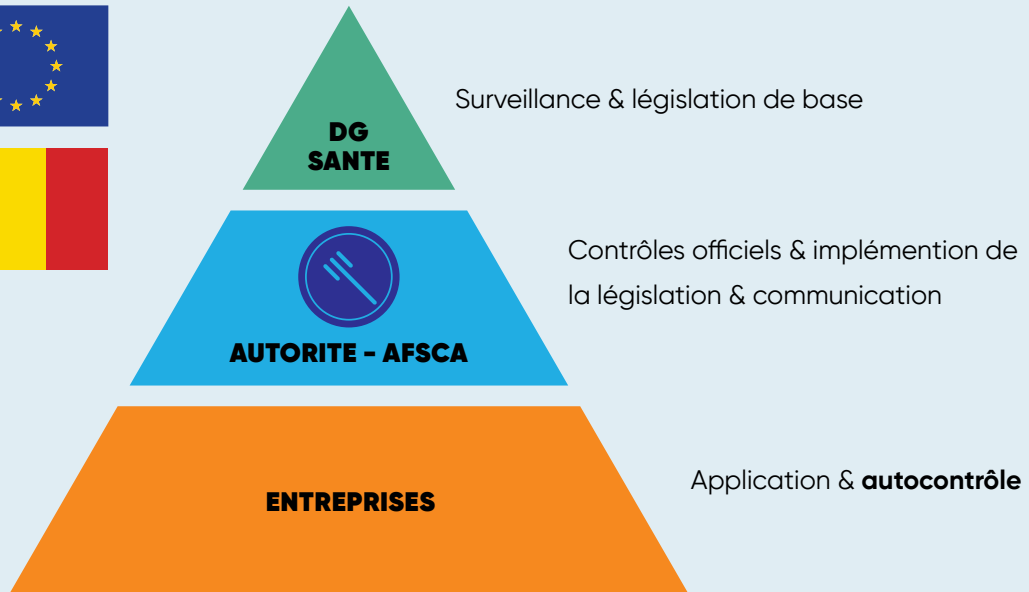 Surveillance & législation de base
DG
SANTE
Contrôles officiels & implémention de
la législation & communication
AUTORITE - AFSCA
Application & autocontrôle
ENTREPRISES